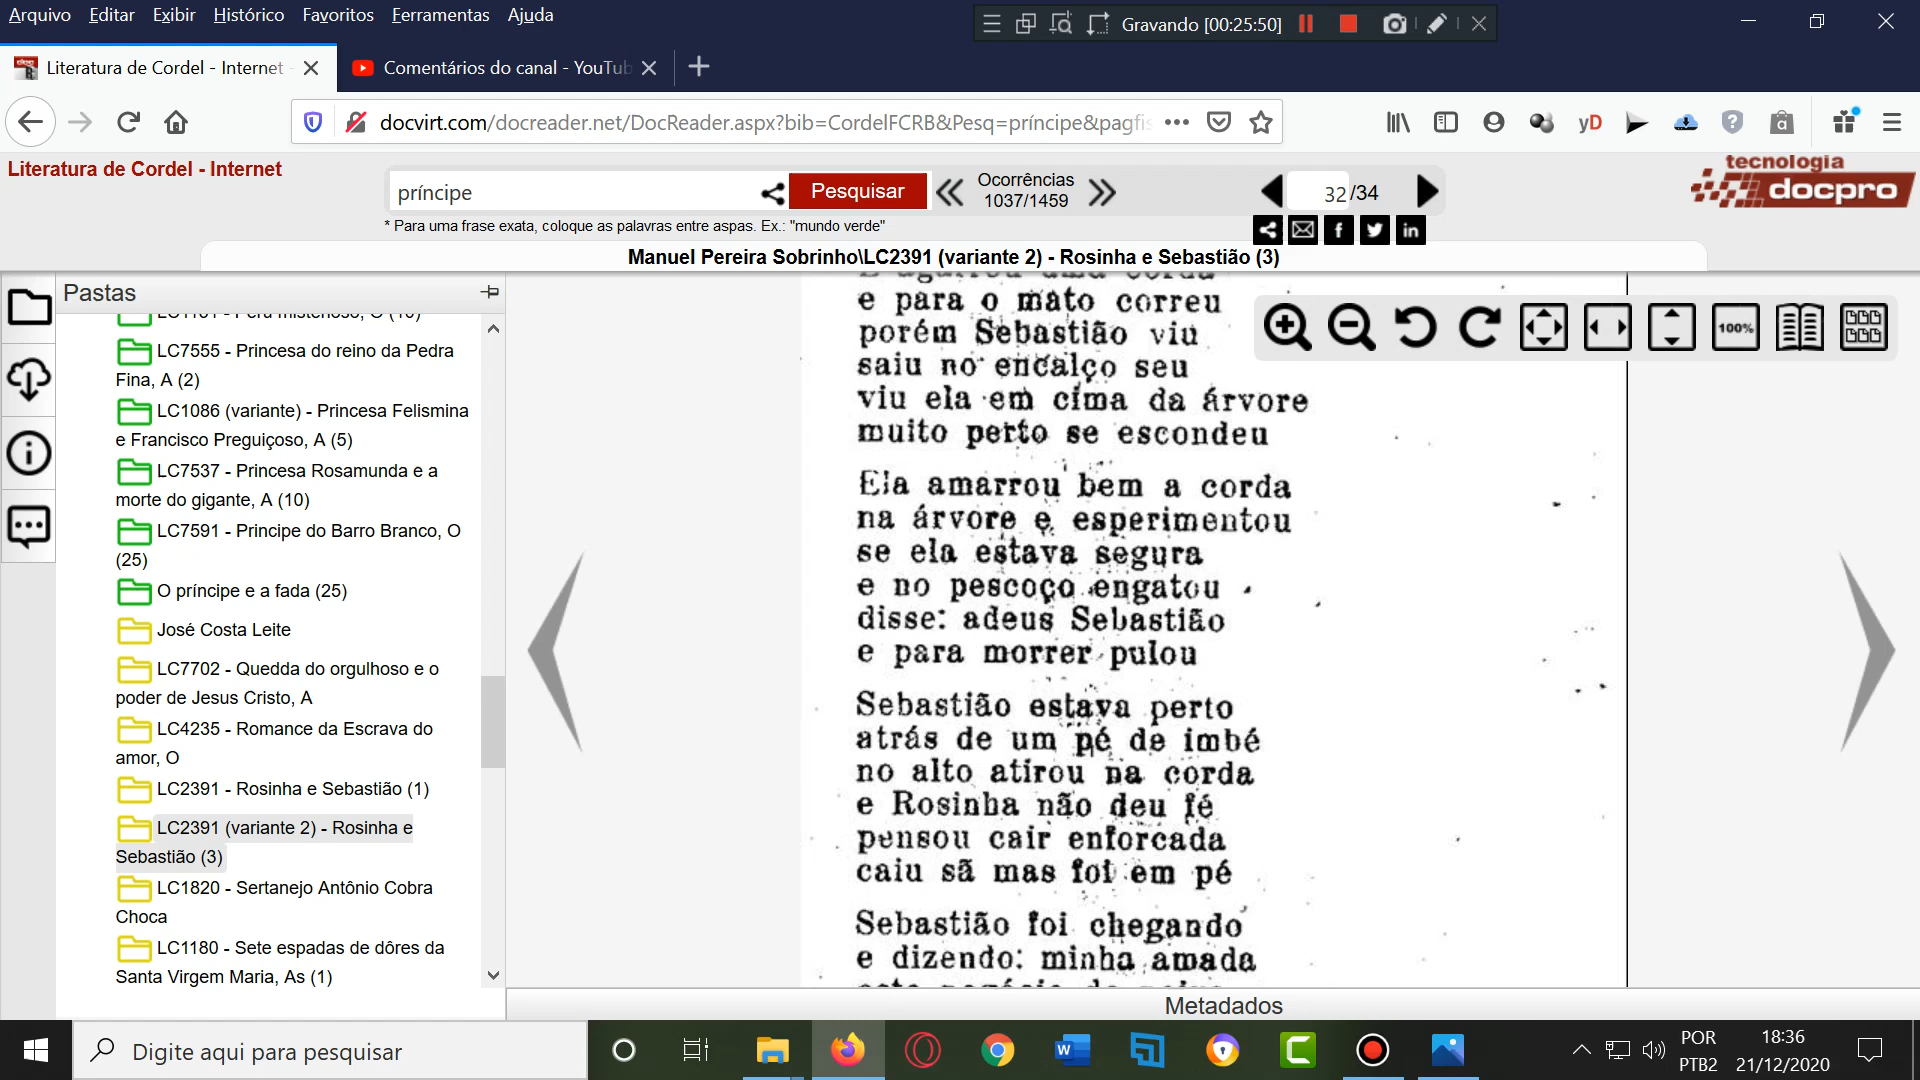 Arquivo Editar Exibir Histórico Favoritos Ferramentas Ajuda
Gravando [00:25:50]
Literatura de Cordel - Internet
Comentários do canal - YouTub
docvirt.com/docreader.net/DocReader.aspx?bib=CordelFCRB&Pesq=príncipe&pagfis
yD
Literatura de Cordel - Internet
príncipe
Pesquisar
Ocorrências
1037/1459
32 /34
* Para uma frase exata, coloque as palavras entre aspas. Ex.: "mundo verde"
tecnologia
docpro
Manuel Pereira Sobrinho\LC2391 (variante 2) - Rosinha e Sebastião (3)
Pastas
LC7555 - Princesa do reino da Pedra
Fina, A (2)
LC1086 (variante) - Princesa Felismina
e Francisco Preguiçoso, A (5)
LC7537 - Princesa Rosamunda e a
morte do gigante, A (10)
LC7591 - Principe do Barro Branco, O
(25)
O príncipe e a fada (25)
José Costa Leite
LC7702 - Quedda do orgulhoso e o
poder de Jesus Cristo, A
LC4235 - Romance da Escrava do
amor, O
LC2391 - Rosinha e Sebastião (1)
LC2391 (variante 2) - Rosinha e
Sebastião (3)
LC1820 - Sertanejo Antônio Cobra
Choca
LC1180 - Sete espadas de dôres da
Santa Virgem Maria, As (1)
100%
e para o mato correu
porém Sebastião viu
saiu no encalço seu
viu ela em cima da árvore
muito perto se escondeu
Ela amarrou bem a corda
na árvore e esperimentou
se ela estava segura
e no pescoço engatou
disse: adeus Sebastião
e para morrer pulou
Sebastião estava perto
atrás de um pé de imbé
no alto atirou na corda
e Rosinha não deu fé
pensou cair enforcada
caiu sã mas foi em pé
Sebastião foi chegando
e dizendo: minha amada
Metadados
Digite aqui para pesquisar
POR
PTB2
18:36
21/12/2020